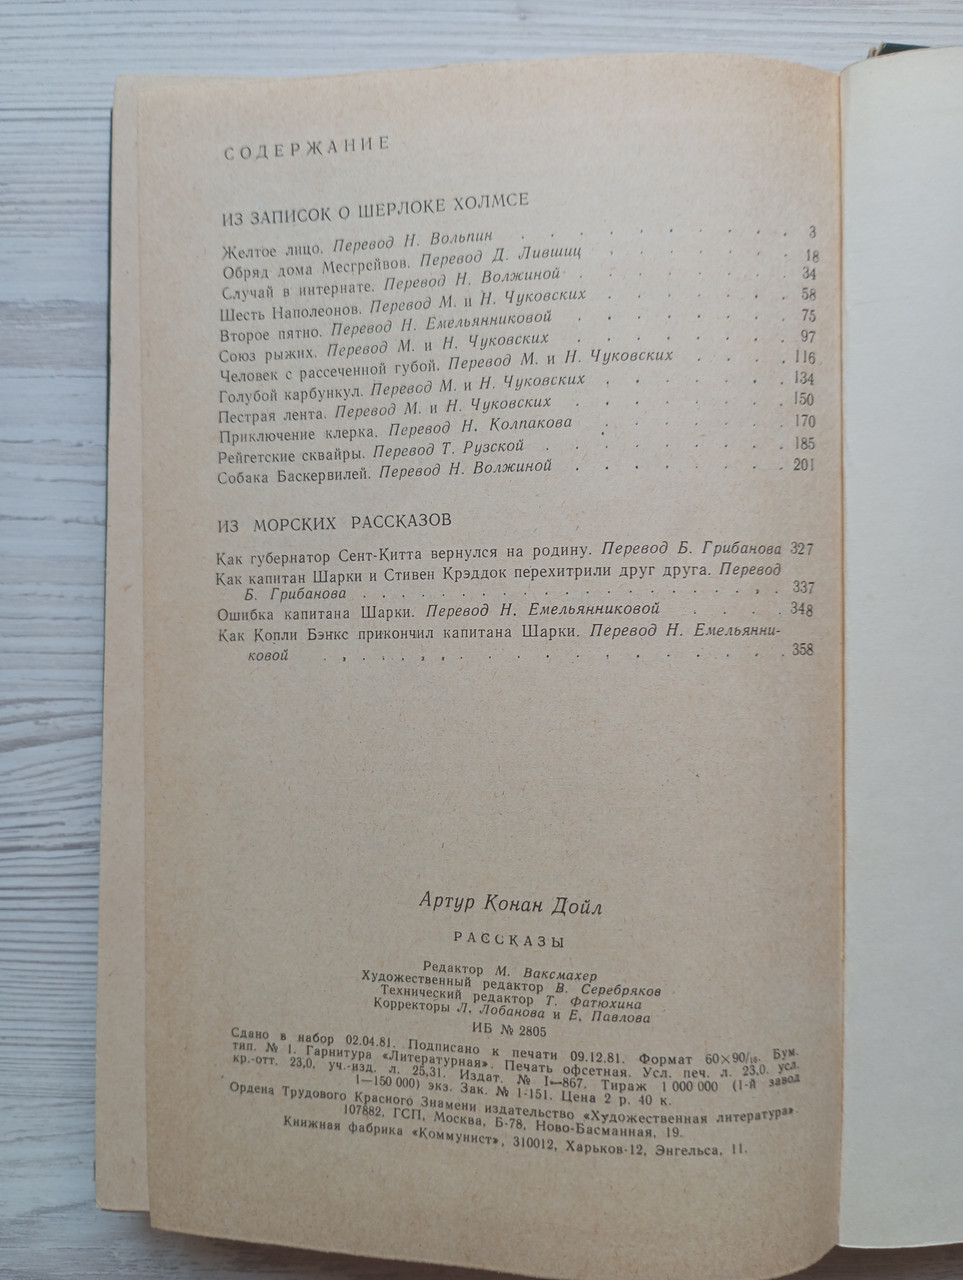 СОДЕРЖАНИЕ
ИЗ ЗАПИСОК О ШЕРЛОКЕ ХОЛМСЕ
Желтое лицо. Перевод Н. Вольпин . . . . . . . . 3
Обряд дома Месгрейвов. Перевод Д. Лившиц . . . . . 18
Случай в интернате. Перевод Н. Волжиной . . . . . . 34
Шесть Наполеонов. Перевод М. и Н. Чуковских . . . . . 58
Второе пятно. Перевод Н. Емельянниковой . . . . . . 75
Союз рыжих. Перевод М. и Н. Чуковских . . . . . . 97
Человек с рассеченной губой. Перевод М. и Н. Чуковских . . . . 116
Голубой карбункул. Перевод М. и Н. Чуковских . . . . . 134
Пестрая лента. Перевод М. и Н. Чуковских . . . . . . 150
Приключение клерка. Перевод Н. Колпакова . . . . . 170
Рейгетские сквайры. Перевод Т. Рузской . . . . . . 185
Собака Баскервилей. Перевод Н. Волжиной . . . . . . 201
ИЗ МОРСКИХ РАССКАЗОВ
Как губернатор Сент-Китта вернулся на родину. Перевод Б. Грибанова 327
Как капитан Шарки и Стивен Крэддок перехитрили друг друга. Перевод
Б. Грибанова . . . . . . . . . . . . . . . . . 337
Ошибка капитана Шарки. Перевод Н. Емельянниковой . . . . 348
Как Копли Бэнкс прикончил капитана Шарки. Перевод Н. Емельянни-
ковой . . . . . . . . . . . . . . . . . . 358
Артур Конан Дойл
РАССКАЗЫ
Редактор М. Ваксмахер
Художественный редактор В. Серебряков
Технический редактор Т. Фатюхина
Корректоры Л. Лобанова и Е. Павлова
ИБ № 2805
Сдано в набор 02.04.81. Подписано к печати 09.12.81. Формат 60×90/16. Бум.
тип. № 1. Гарнитура «Литературная». Печать офсетная. Усл. печ. л. 23,0. усл.
кр.-отт. 23,0, уч.-изд. л. 25,31. Издат. № I—867. Тираж 1 000 000 (1-й завод
1—150 000) экз. Зак. № 1-151. Цена 2 р. 40 к.
Ордена Трудового Красного Знамени издательство «Художественная литература».
107882, ГСП, Москва, Б-78, Ново-Басманная, 19.
Книжная фабрика «Коммунист», 310012, Харьков-12, Энгельса, 11.